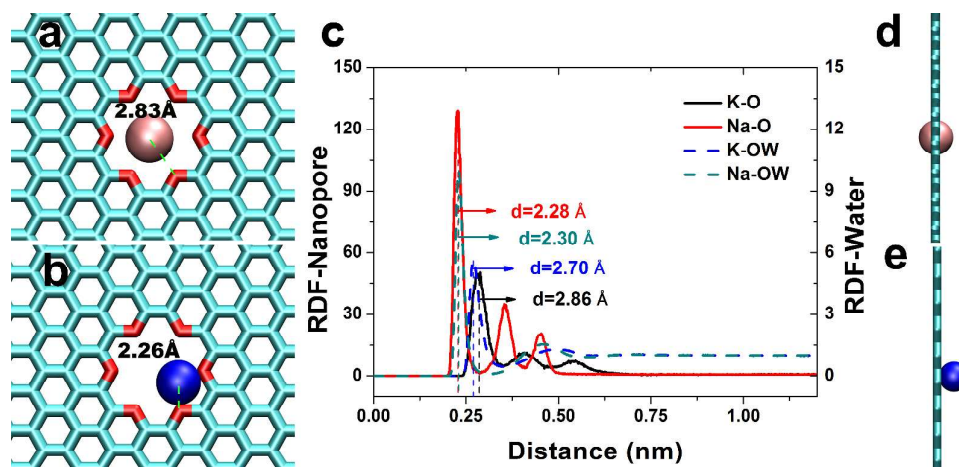 a
2.83Å
b
2.26Å
c
RDF-Nanopore
150
120
90
60
30
0
K-O
Na-O
K-OW
Na-OW
d=2.28 Å
d=2.30 Å
d=2.70 Å
d=2.86 Å
0.00 0.25 0.50 0.75 1.00
Distance (nm)
15
12
9
6
3
0
RDF-Water
d
e